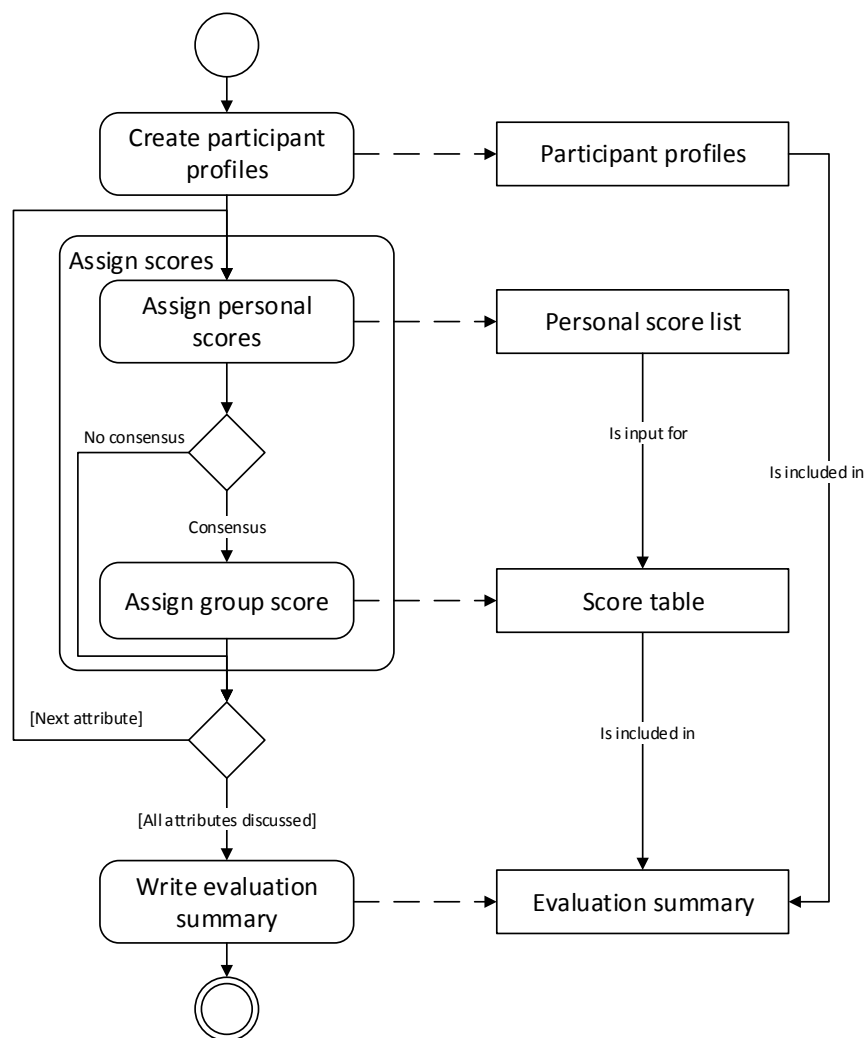 Create participant
profiles
Participant profiles
Assign scores
Assign personal
scores
Personal score list
No consensus
Is input for
Is included in
Consensus
Assign group score
Score table
[Next attribute]
Is included in
[All attributes discussed]
Write evaluation
summary
Evaluation summary